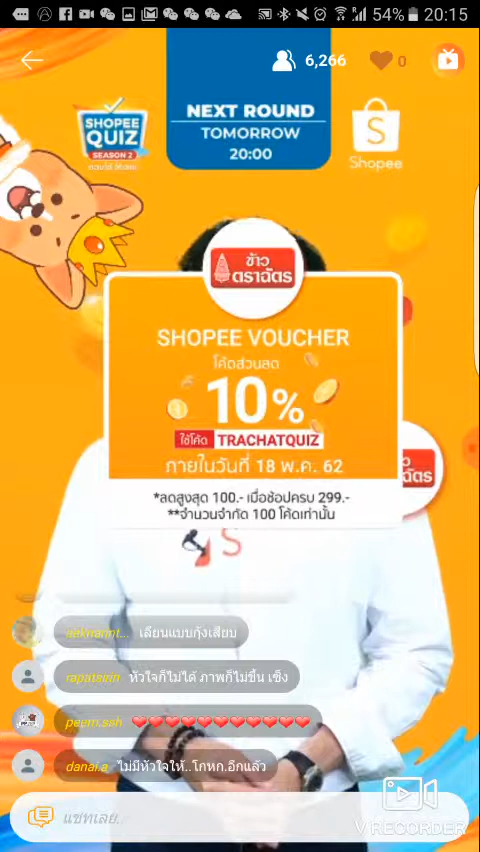 54% 20:15
6,266
0
NEXT ROUND
TOMORROW
20:00
SHOPEE
QUIZ
SEASON 2
Shopee
ข้าว
ตราฉัตร
SHOPEE VOUCHER
โค้ดส่วนลด
10%
ใช้โค้ด TRACHATQUIZ
ภายในวันที่ 18 พ.ค. 62
*ลดสูงสุด 100.- เมื่อช้อปครบ 299.-
**จำนวนจำกัด 100 โค้ดเท่านั้น
เลียนแบบกุ้งเสียบ
rapatsirin หัวใจก็ไม่ได้ ภาพก็ไม่ขึ้น เซ็ง
peem.ssh ❤❤❤❤❤❤❤❤❤❤❤
danai.a ไม่มีหัวใจให้..โกหก.อีกแล้ว
แชทเลย..
V RECORDER